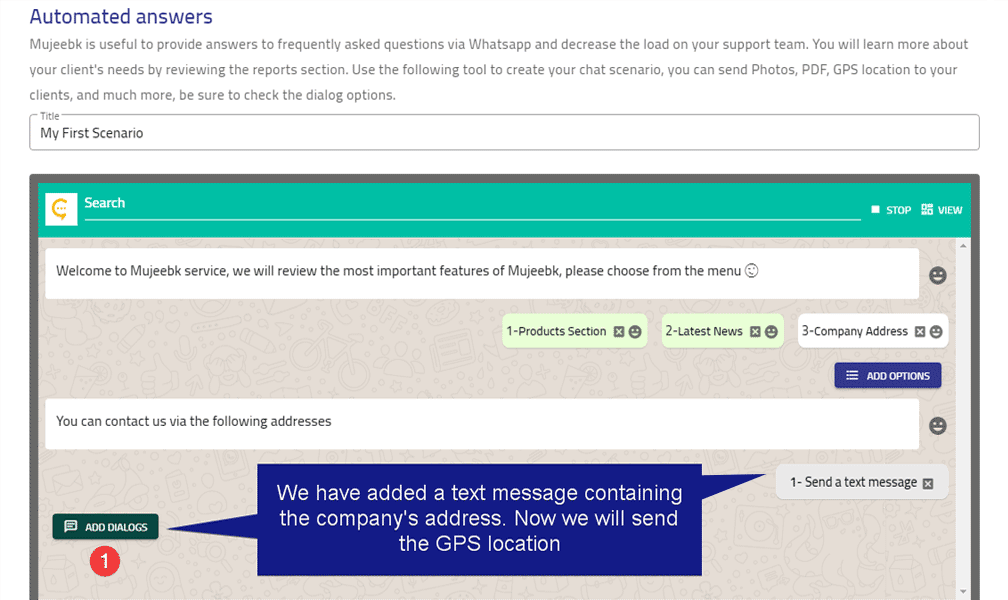 Automated answers
Mujeebk is useful to provide answers to frequently asked questions via Whatsapp and decrease the load on your support team. You will learn more about
your client's needs by reviewing the reports section. Use the following tool to create your chat scenario, you can send Photos, PDF, GPS location to your
clients, and much more, be sure to check the dialog options.
Title
My First Scenario
Search
STOP VIEW
Welcome to Mujeebk service, we will review the most important features of Mujeebk, please choose from the menu
1-Products Section 2-Latest News 3-Company Address
ADD OPTIONS
You can contact us via the following addresses
1- Send a text message
We have added a text message containing
the company's address. Now we will send
the GPS location
ADD DIALOGS
1